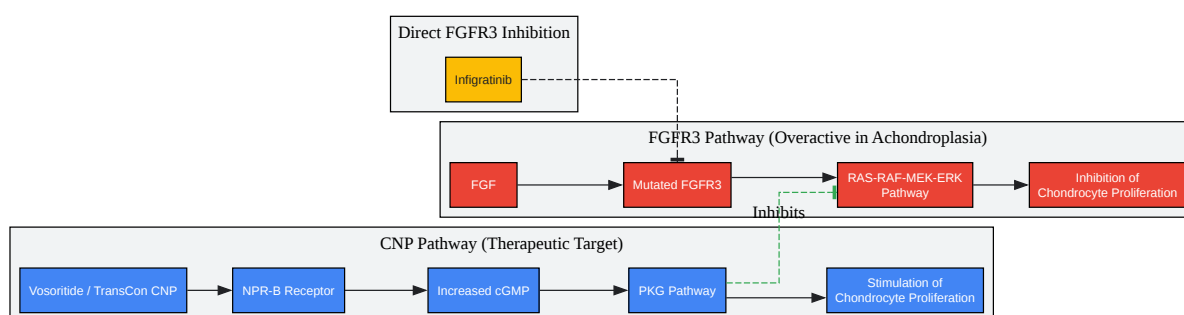 Direct FGFR3 Inhibition
Infigratinib
FGFR3 Pathway (Overactive in Achondroplasia)
FGF
Mutated FGFR3
RAS-RAF-MEK-ERK
Pathway
Inhibition of
Chondrocyte Proliferation
Inhibits
CNP Pathway (Therapeutic Target)
Vosoritide / TransCon CNP
NPR-B Receptor
Increased cGMP
PKG Pathway
Stimulation of
Chondrocyte Proliferation